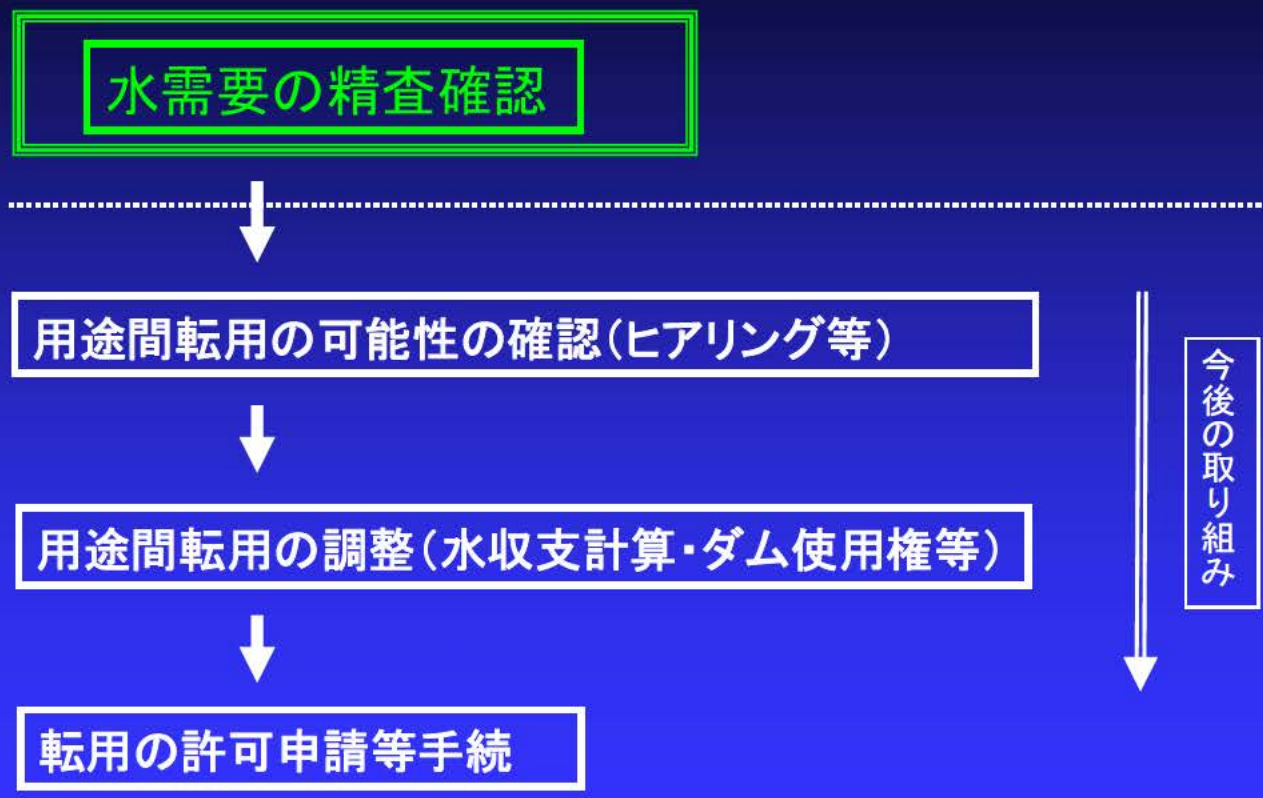 水需要の精査確認
用途間転用の可能性の確認(ヒアリング等)
用途間転用の調整(水収支計算・ダム使用権等)
転用の許可申請等手続
今後の取り組み